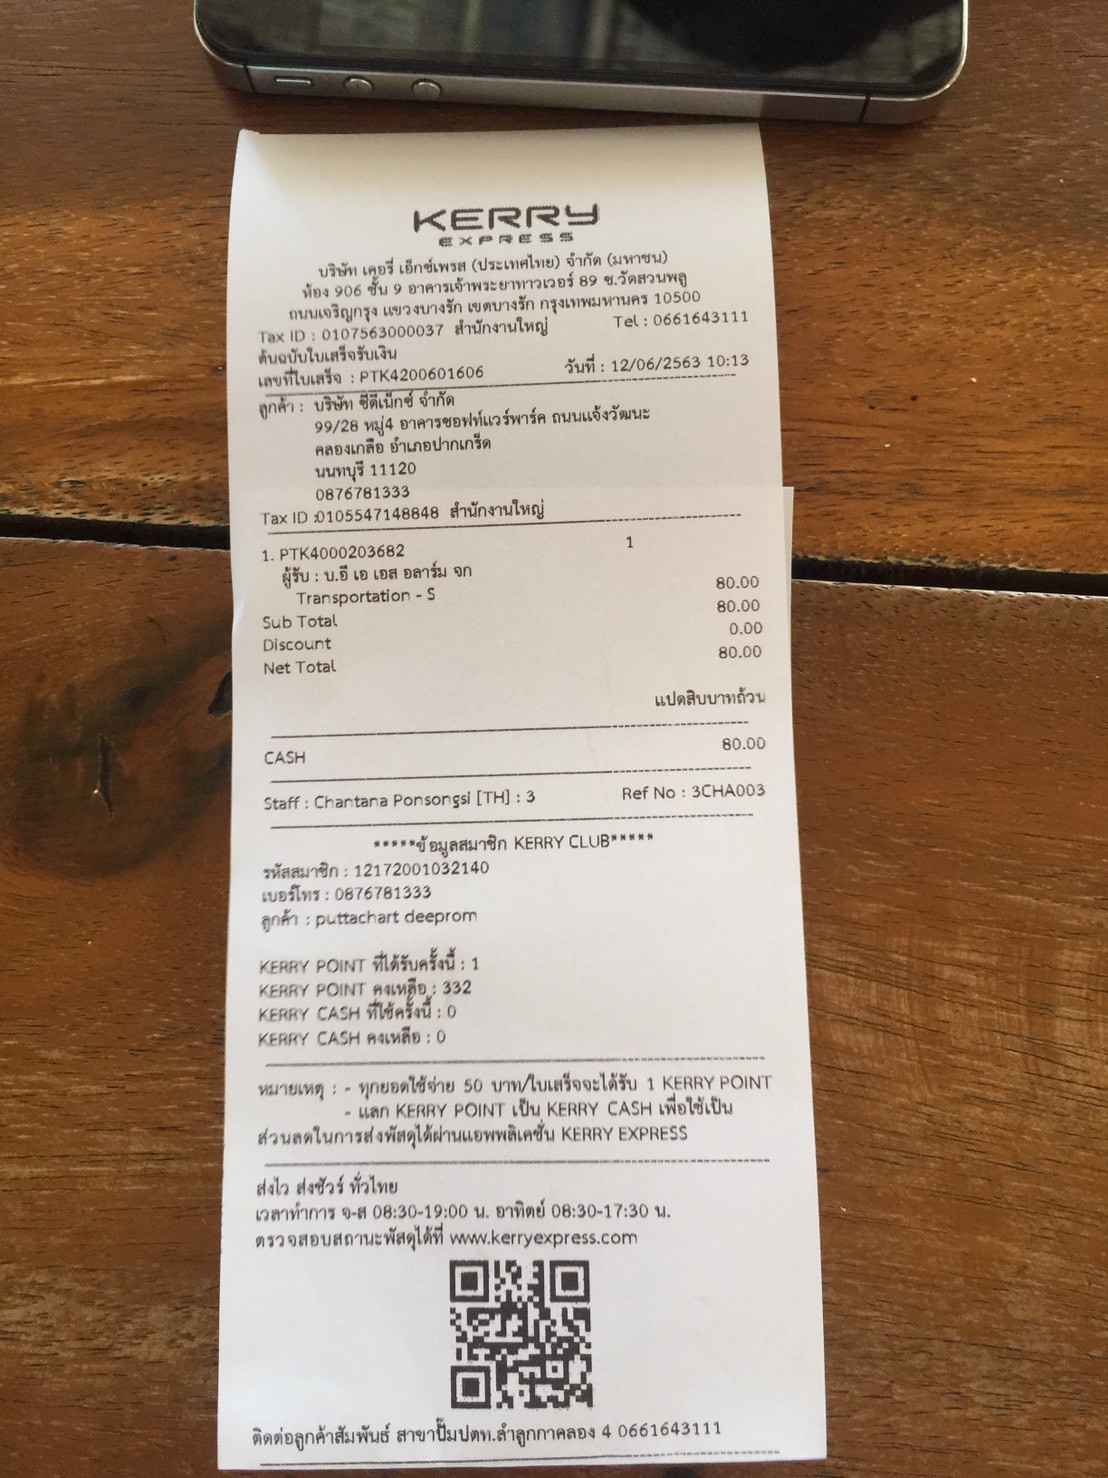 KERRY
EXPRESS
บริษัท เคอรี่ เอ็กซ์เพรส (ประเทศไทย) จำกัด (มหาชน)
ห้อง 906 ชั้น 9 อาคารเจ้าพระยาทาวเวอร์ 89 ซ.วัดสวนพลู
ถนนเจริญกรุง แขวงบางรัก เขตบางรัก กรุงเทพมหานคร 10500
Tax ID : 0107563000037 สำนักงานใหญ่ Tel : 0661643111
ต้นฉบับใบเสร็จรับเงิน
เลขที่ใบเสร็จ : PTK4200601606 วันที่ : 12/06/2563 10:13
ลูกค้า : บริษัท ซีดีเน็กซ์ จำกัด
99/28 หมู่4 อาคารซอฟท์แวร์พาร์ค ถนนแจ้งวัฒนะ
คลองเกลือ อำเภอปากเกร็ด
นนทบุรี 11120
0876781333
Tax ID :0105547148848 สำนักงานใหญ่
1. PTK4000203682 1
ผู้รับ : บ.อี เอ เอส อลาร์ม จก
Transportation - S 80.00
Sub Total 80.00
Discount 0.00
Net Total 80.00
แปดสิบบาทถ้วน
CASH 80.00
Staff : Chantana Ponsongsi [TH] : 3 Ref No : 3CHA003
*****ข้อมูลสมาชิก KERRY CLUB*****
รหัสสมาชิก : 12172001032140
เบอร์โทร : 0876781333
ลูกค้า : puttachart deeprom
KERRY POINT ที่ได้รับครั้งนี้ : 1
KERRY POINT คงเหลือ : 332
KERRY CASH ที่ใช้ครั้งนี้ : 0
KERRY CASH คงเหลือ : 0
หมายเหตุ : - ทุกยอดใช้จ่าย 50 บาท/ใบเสร็จจะได้รับ 1 KERRY POINT
- แลก KERRY POINT เป็น KERRY CASH เพื่อใช้เป็น
ส่วนลดในการส่งพัสดุได้ผ่านแอพพลิเคชั่น KERRY EXPRESS
ส่งไว ส่งชัวร์ ทั่วไทย
เวลาทำการ จ-ส 08:30-19:00 น. อาทิตย์ 08:30-17:30 น.
ตรวจสอบสถานะพัสดุได้ที่ www.kerryexpress.com
ติดต่อลูกค้าสัมพันธ์ สาขาปั๊มปตท.ลำลูกกาคลอง 4 0661643111